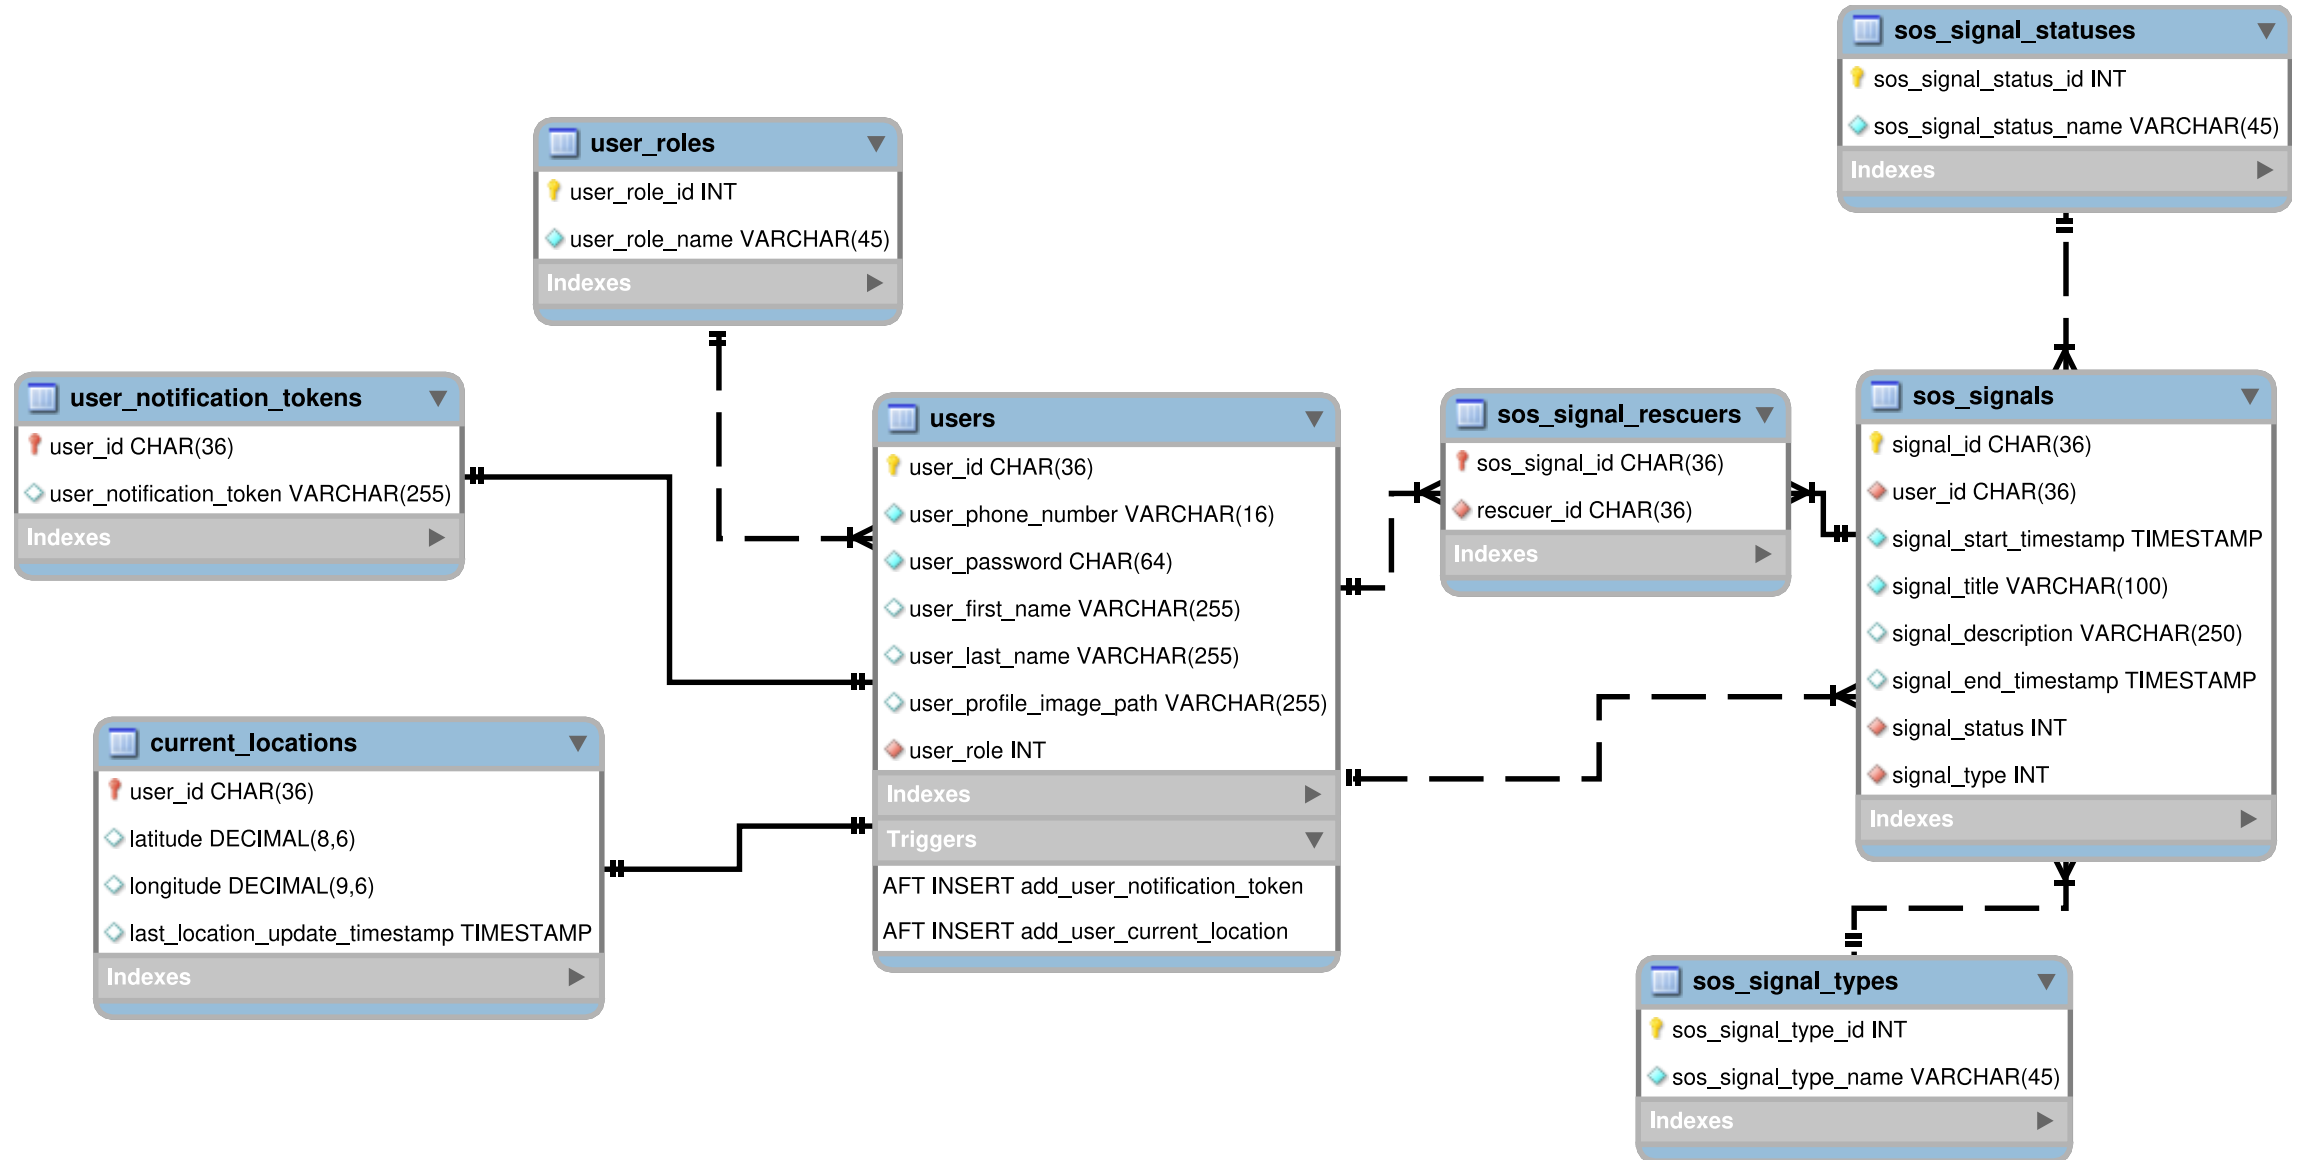 sos_signal_statuses
sos_signal_status_id INT
sos_signal_status_name VARCHAR(45)
Indexes
user_roles
user_role_id INT
user_role_name VARCHAR(45)
Indexes
user_notification_tokens
user_id CHAR(36)
user_notification_token VARCHAR(255)
Indexes
users
user_id CHAR(36)
user_phone_number VARCHAR(16)
user_password CHAR(64)
user_first_name VARCHAR(255)
user_last_name VARCHAR(255)
user_profile_image_path VARCHAR(255)
user_role INT
Indexes
Triggers
AFT INSERT add_user_notification_token
AFT INSERT add_user_current_location
sos_signal_rescuers
sos_signal_id CHAR(36)
rescuer_id CHAR(36)
Indexes
sos_signals
signal_id CHAR(36)
user_id CHAR(36)
signal_start_timestamp TIMESTAMP
signal_title VARCHAR(100)
signal_description VARCHAR(250)
signal_end_timestamp TIMESTAMP
signal_status INT
signal_type INT
Indexes
current_locations
user_id CHAR(36)
latitude DECIMAL(8,6)
longitude DECIMAL(9,6)
last_location_update_timestamp TIMESTAMP
Indexes
sos_signal_types
sos_signal_type_id INT
sos_signal_type_name VARCHAR(45)
Indexes